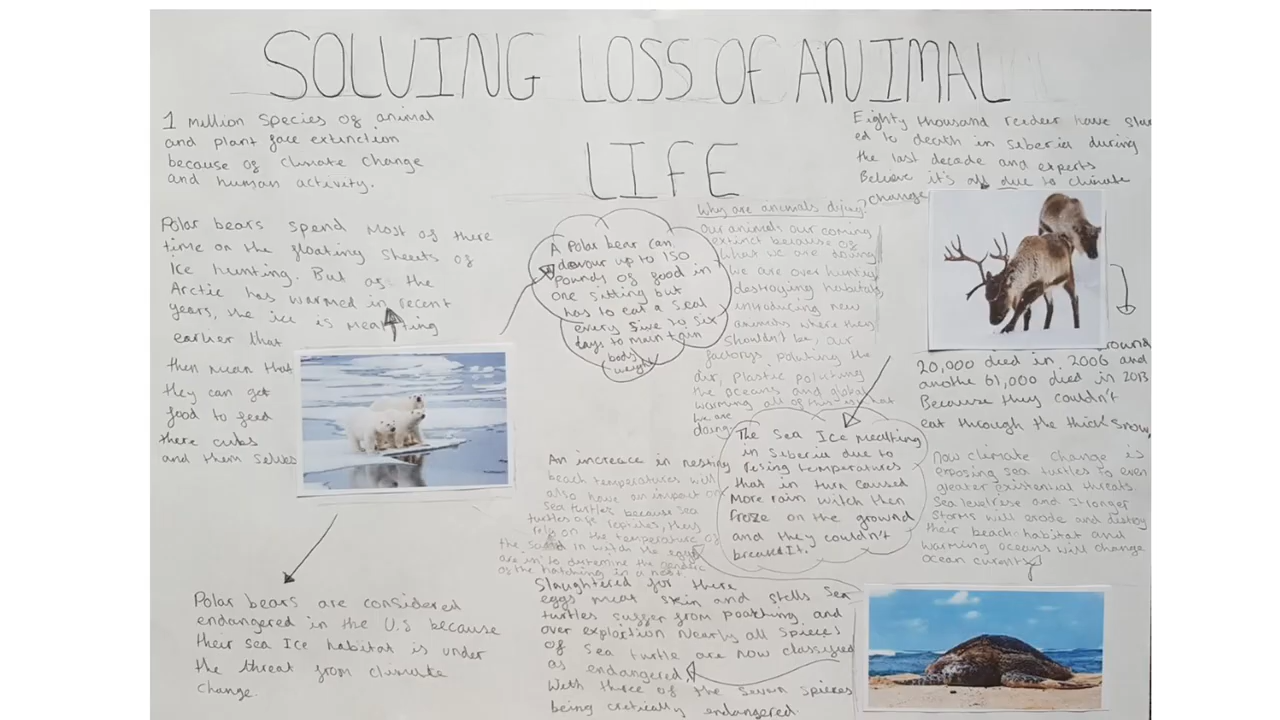 SOLVING LOSS OF ANIMAL
LIFE
1 million species of animal
and plant face extinction
because of climate change
and human activity.
Polar bears spend most of there
time on the floating sheets of
Ice hunting. But as the
Arctic has warmed in recent
years, the ice is mealting
earlier that
then mean that
they can get
food to feed
there cubs
and them selves
Polar bears are considered
endangered in the U.S because
their sea Ice habitat is under
the threat from climate
change.
A Polar bear can
devour up to 150
Pounds of food in
one sitting but
has to eat a seal
every five to six
days to maintain
body
weight
Why are animals dying?
our animals our coming
extinct because of
what we are doing
we are over hunting
destroying habitats,
introducing new
animals where they
shouldn't be, our
factorys poluting the
air, Plastic poluting
the oceans and global
warming all of this is what
we are
doing.
Eighty thousand reideer have
ed to death in siberia during
the last decade and experts
Believe it's all due to climate
change
20,000 died in 2006 and
anothe 61,000 died in 2013
Because they couldn't
eat through the thick snow,
The Sea Ice mealting
in Siberia due to
rising temperatures
that in turn caused
more rain witch then
froze on the ground
and they couldn't
break It.
An increace in nesting
beach temperatures will
also have an impact on
sea turtles because sea
turtles are reptiles, they
rely on the temperature of
the sand in witch the eggs
are in to determine the gender
of the hatchling in a nest
Slaughtered for there
eggs meat skin and shells Sea
turtles suffer from poathing and
over explortion Nearly all spieces
of Sea turtle are now classified
as endangered.
With three of the seven spieces
being critically endangered.
Now climate change is
exposing sea turtles to even
greater existential threats
Sea level rise and stronger
Storms will erode and destroy
their beach habitat and
warming oceans will change
ocean currents